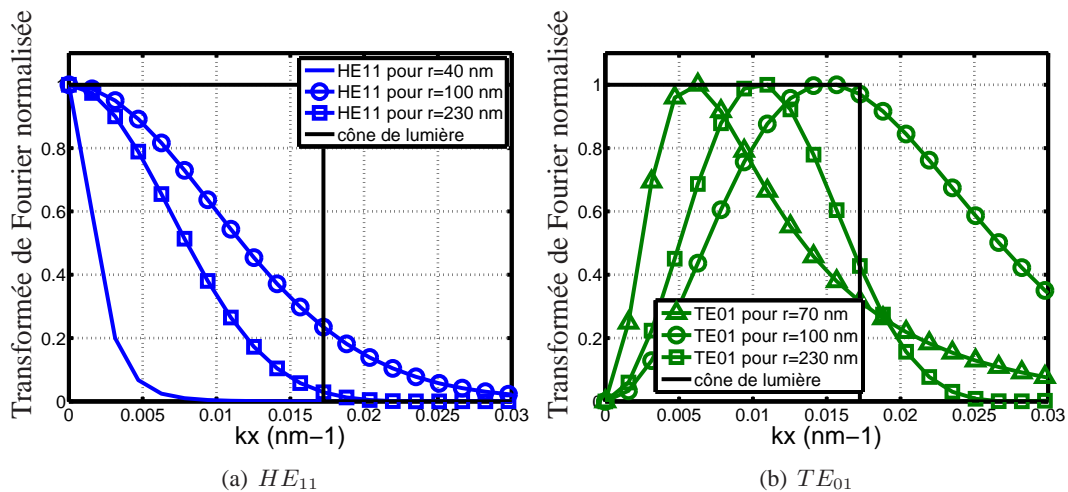 Transformée de Fourier normalisée
1
0.8
0.6
0.4
0.2
0
0
0.005
0.01
0.015
0.02
0.025
0.03
kx (nm−1)
HE11 pour r=40 nm
HE11 pour r=100 nm
HE11 pour r=230 nm
cône de lumière
(a) HE11
Transformée de Fourier normalisée
1
0.8
0.6
0.4
0.2
0
0
0.005
0.01
0.015
0.02
0.025
0.03
kx (nm−1)
TE01 pour r=70 nm
TE01 pour r=100 nm
TE01 pour r=230 nm
cône de lumière
(b) TE01